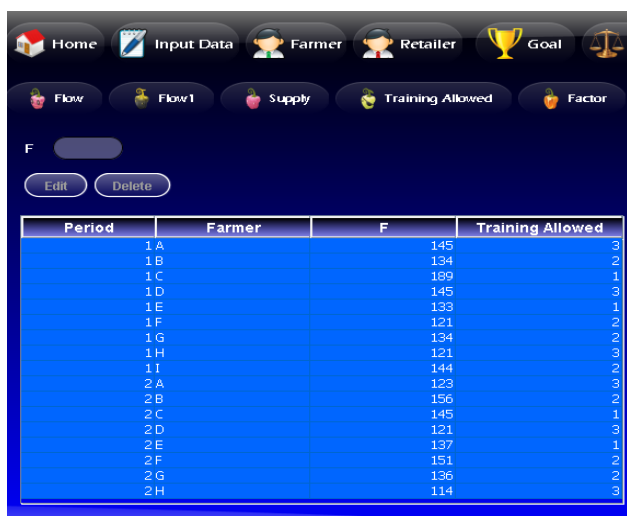 Home Input Data Farmer Retailer Goal
Flow Flow1 Supply Training Allowed Factor
F
Edit Delete
Period Farmer F Training Allowed
1 A 145 3
1 B 134 2
1 C 189 1
1 D 145 3
1 E 133 1
1 F 121 2
1 G 134 2
1 H 121 3
1 I 144 2
2 A 123 3
2 B 156 2
2 C 145 1
2 D 121 3
2 E 137 1
2 F 151 2
2 G 136 2
2 H 114 3